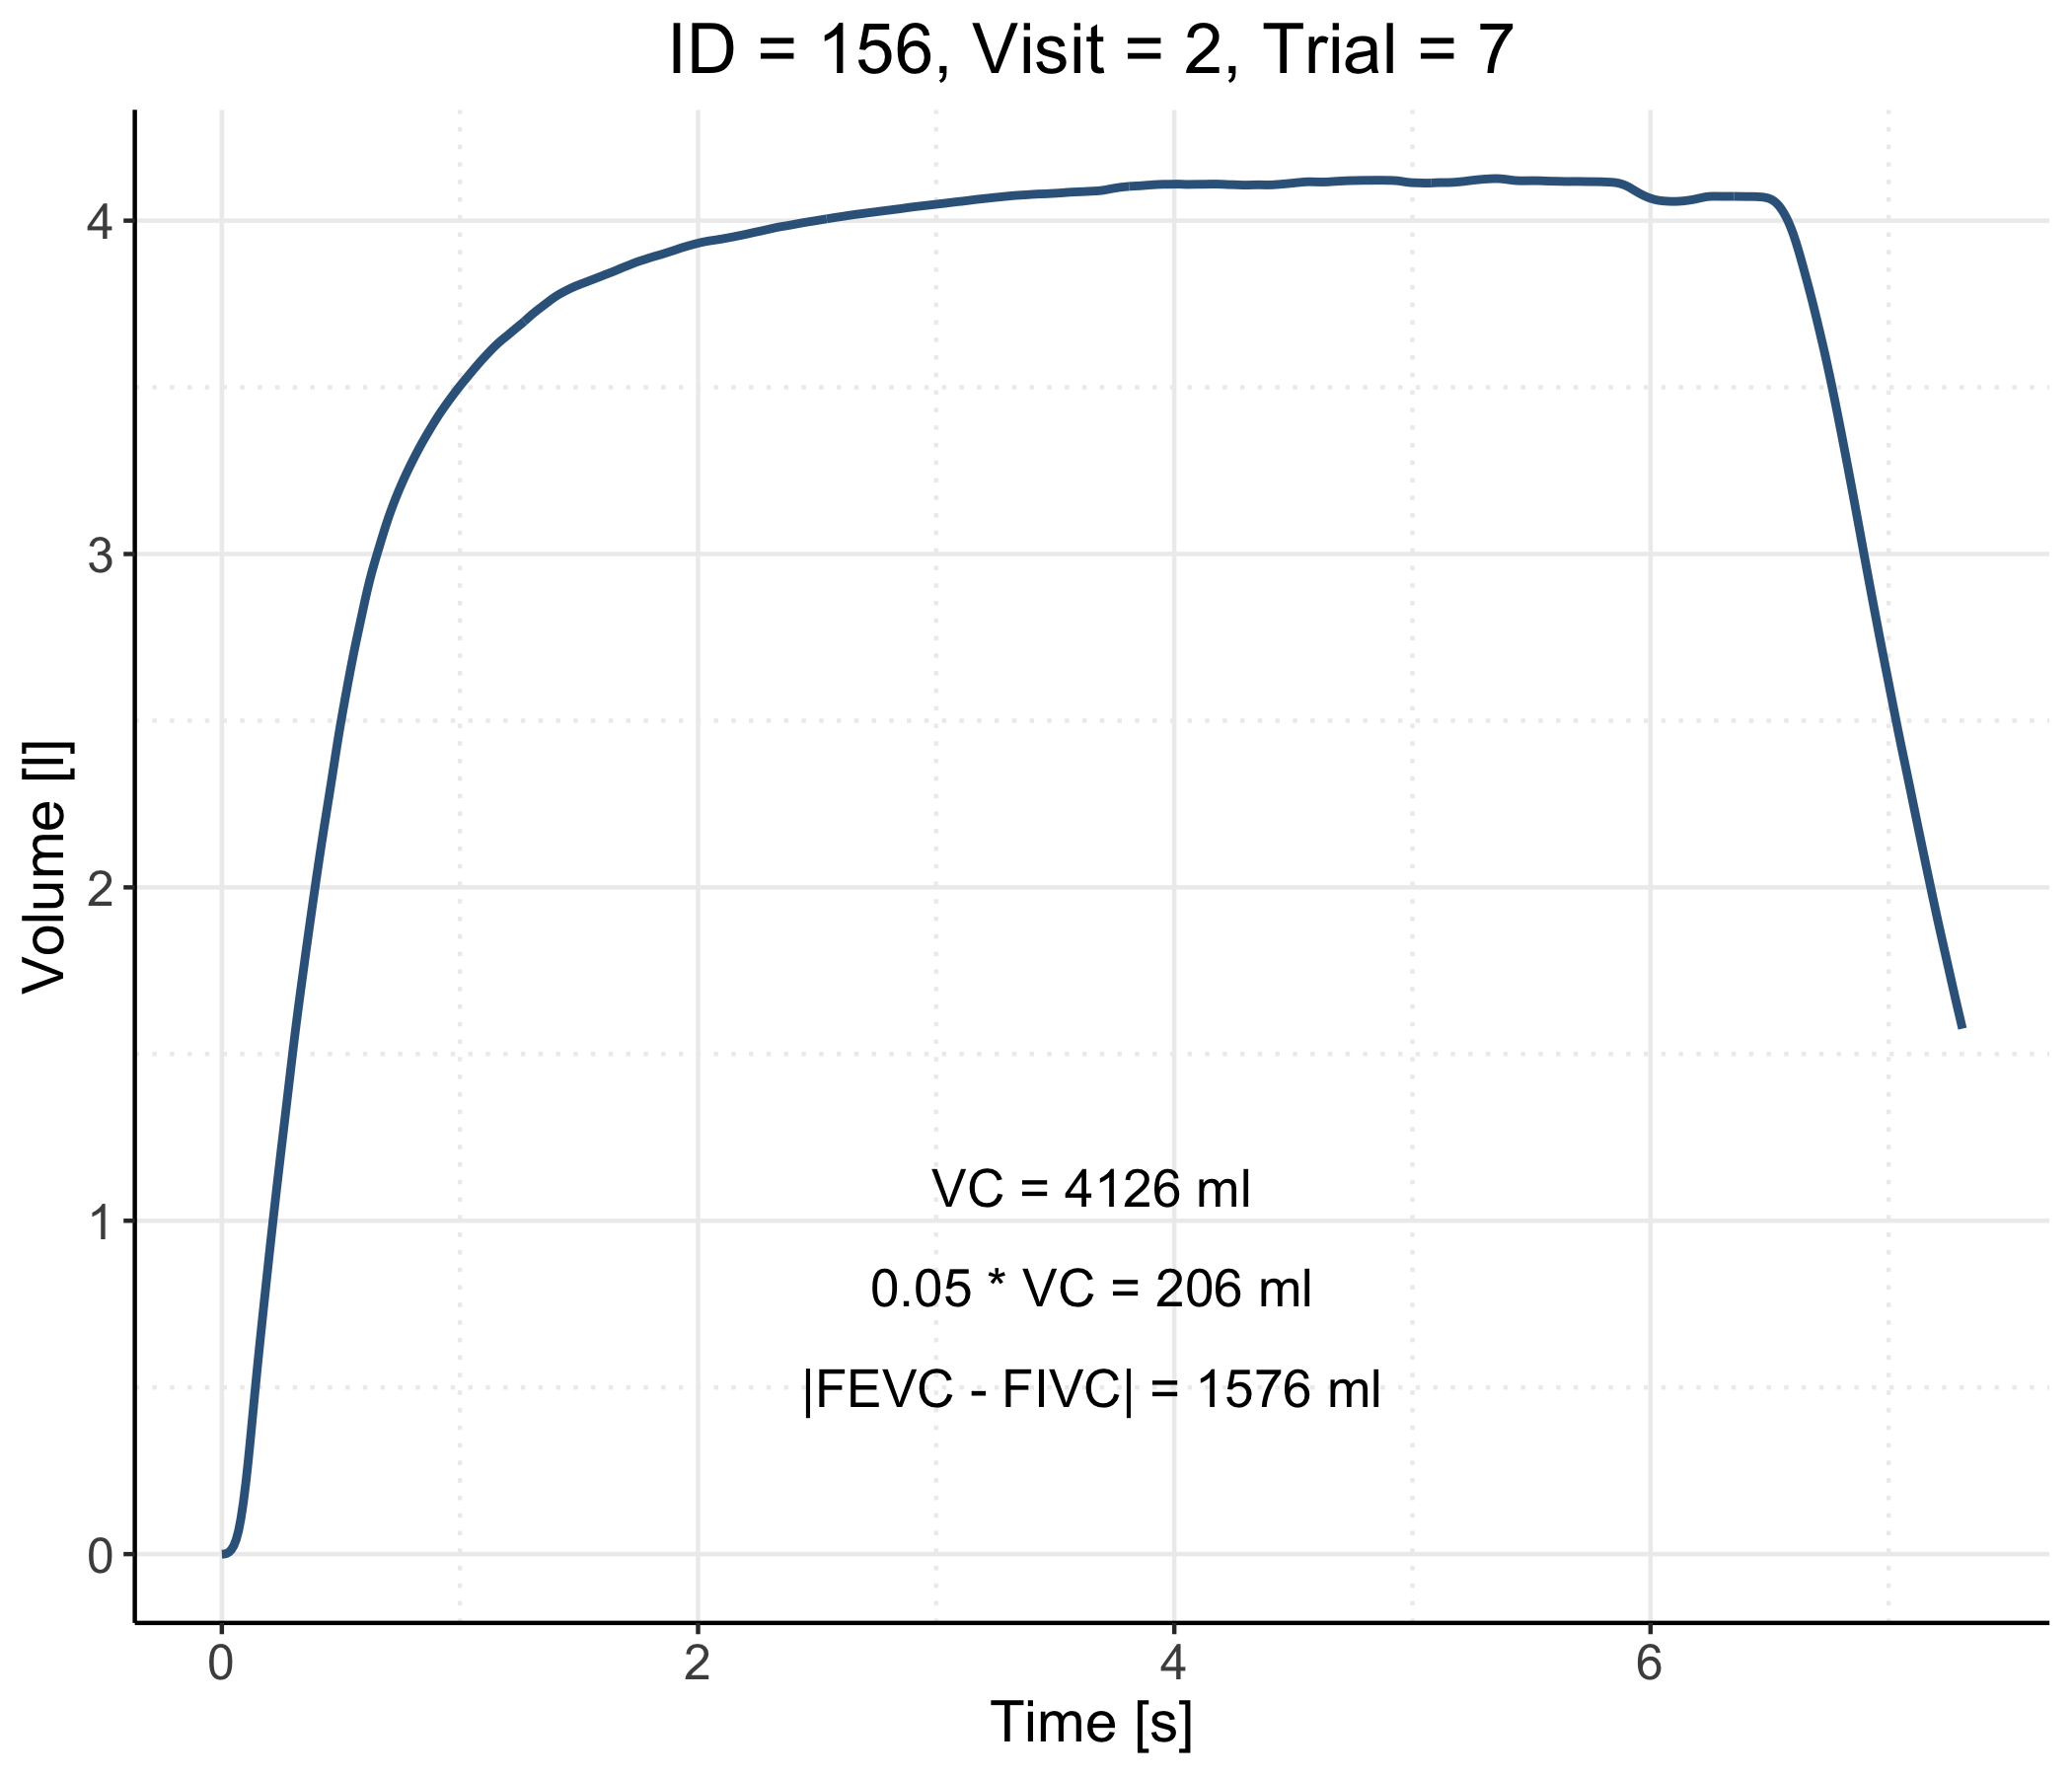 ID = 156, Visit = 2, Trial = 7
Volume [l]
4
3
2
1
0
VC = 4126 ml
0.05 * VC = 206 ml
|FEVC - FIVC| = 1576 ml
0 2 4 6
Time [s]